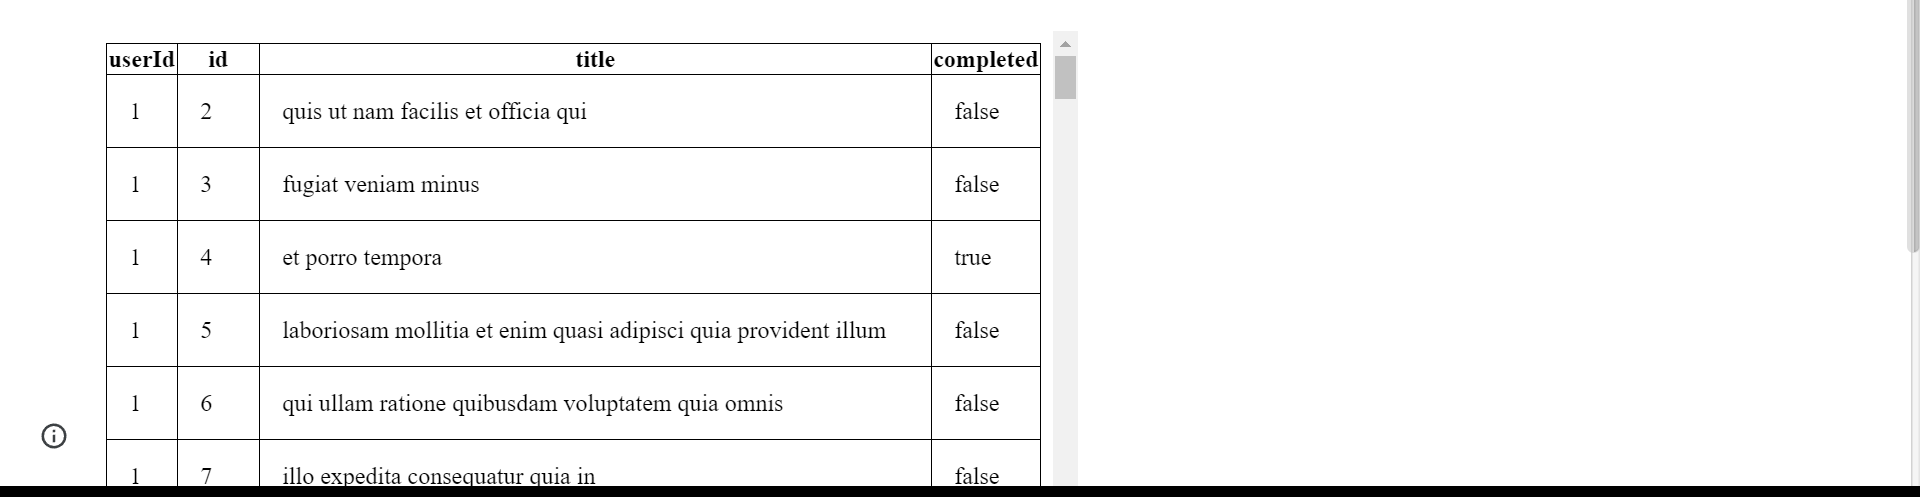 userId id title completed
1 2 quis ut nam facilis et officia qui false
1 3 fugiat veniam minus false
1 4 et porro tempora true
1 5 laboriosam mollitia et enim quasi adipisci quia provident illum false
1 6 qui ullam ratione quibusdam voluptatem quia omnis false
1 7 illo expedita consequatur quia in false